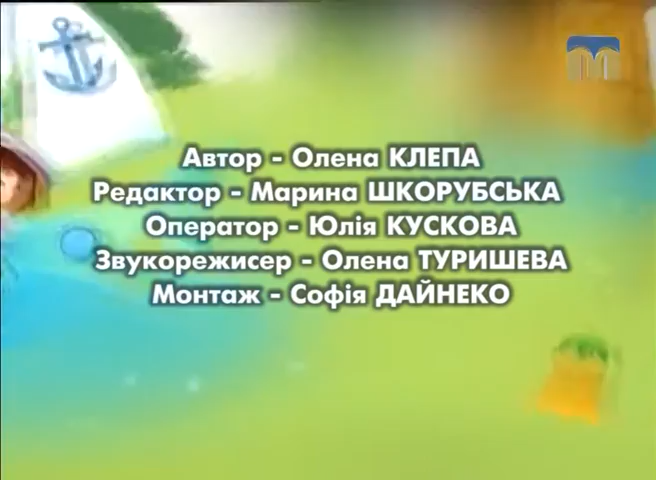 Автор - Олена КЛЕПА
Редактор - Марина ШКОРУБСЬКА
Оператор - Юлія КУСКОВА
Звукорежисер - Олена ТУРИШЕВА
Монтаж - Софія ДАЙНЕКО